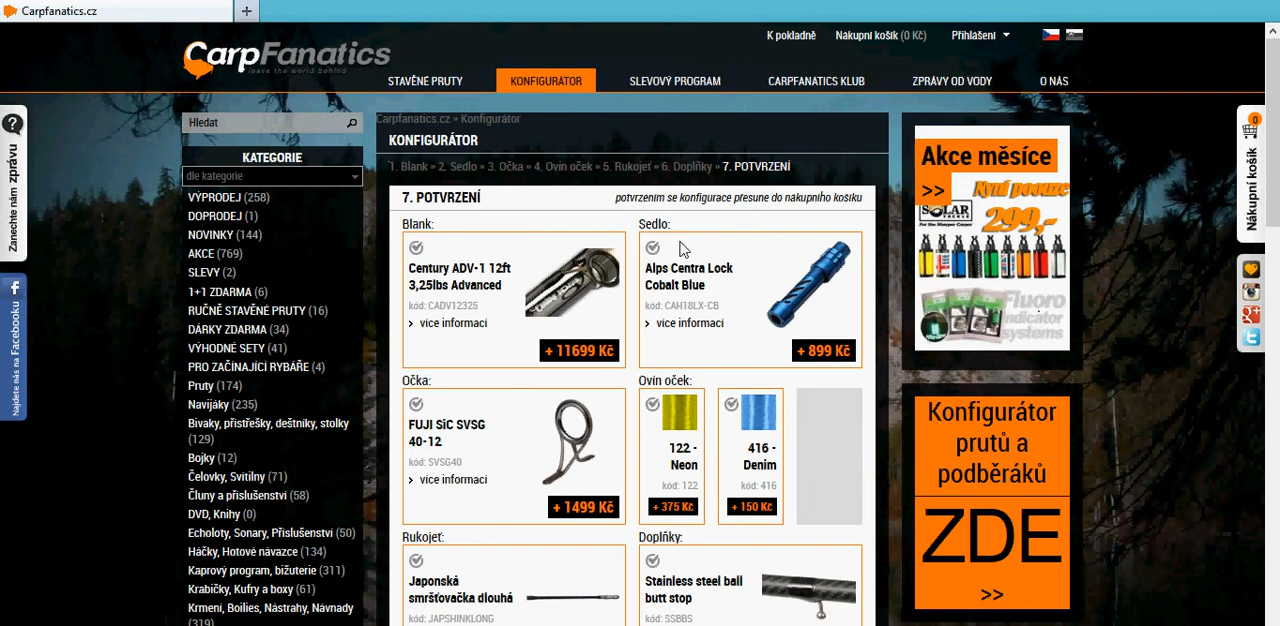 Carpfanatics.cz
CarpFanatics
leave the world behind
K pokladně
Nákupní košík (0 Kč)
Přihlášení
STAVĚNÉ PRUTY
KONFIGURÁTOR
SLEVOVÝ PROGRAM
CARPFANATICS KLUB
ZPRÁVY OD VODY
O NÁS
Zanechte nám zprávu
Najdete nás na Facebooku
Hledat
KATEGORIE
dle kategorie
VÝPRODEJ (258)
DOPRODEJ (1)
NOVINKY (144)
AKCE (769)
SLEVY (2)
1+1 ZDARMA (6)
RUČNĚ STAVĚNÉ PRUTY (16)
DÁRKY ZDARMA (34)
VÝHODNÉ SETY (41)
PRO ZAČÍNAJÍCÍ RYBÁŘE (4)
Pruty (174)
Navijáky (235)
Bivaky, přístřešky, deštníky, stolky
(129)
Bojky (12)
Čelovky, Svítilny (71)
Čluny a příslušenství (58)
DVD, Knihy (0)
Echoloty, Sonary, Příslušenství (50)
Háčky, Hotové návazce (134)
Kaprový program, bižuterie (311)
Krabičky, Kufry a boxy (61)
Krmení, Boilies, Nástrahy, Návnady
(319)
Carpfanatics.cz » Konfigurátor
KONFIGURÁTOR
1. Blank » 2. Sedlo » 3. Očka » 4. Ovin oček » 5. Rukojeť » 6. Doplňky » 7. POTVRZENÍ
7. POTVRZENÍ
potvrzením se konfigurace přesune do nákupního košíku
Blank:
Century ADV-1 12ft
3,25lbs Advanced
kód: CADV12325
více informací
+ 11699 Kč
Sedlo:
Alps Centra Lock
Cobalt Blue
kód: CAH18LX-CB
více informací
+ 899 Kč
Očka:
FUJI SiC SVSG
40-12
kód: SVSG40
více informací
+ 1499 Kč
Ovin oček:
122 -
Neon
kód: 122
+ 375 Kč
416 -
Denim
kód: 416
+ 150 Kč
Rukojeť:
Japonská
smršťovačka dlouhá
kód: JAPSHINKLONG
Doplňky:
Stainless steel ball
butt stop
kód: SSBBS
Akce měsíce
>>
Nyní pouze
299,-
SOLAR
TACKLE
Fluoro
indicator
systems
Konfigurátor
prutů a
podběráků
ZDE
>>
0
Nákupní košík